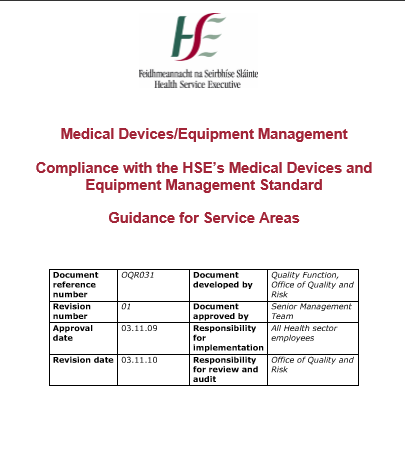 HSE
Feidhmeannacht na Seirbhíse Sláinte
Health Service Executive
Medical Devices/Equipment Management
Compliance with the HSE's Medical Devices and
Equipment Management Standard
Guidance for Service Areas
Document reference number OQR031 Document developed by Quality Function, Office of Quality and Risk
Revision number 01 Document approved by Senior Management Team
Approval date 03.11.09 Responsibility for implementation All Health sector employees
Revision date 03.11.10 Responsibility for review and audit Office of Quality and Risk